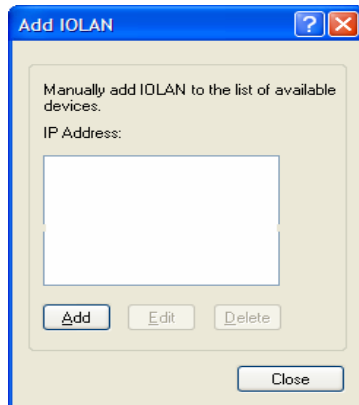 Add IOLAN
Manually add IOLAN to the list of available
devices.
IP Address:
Add Edit Delete
Close